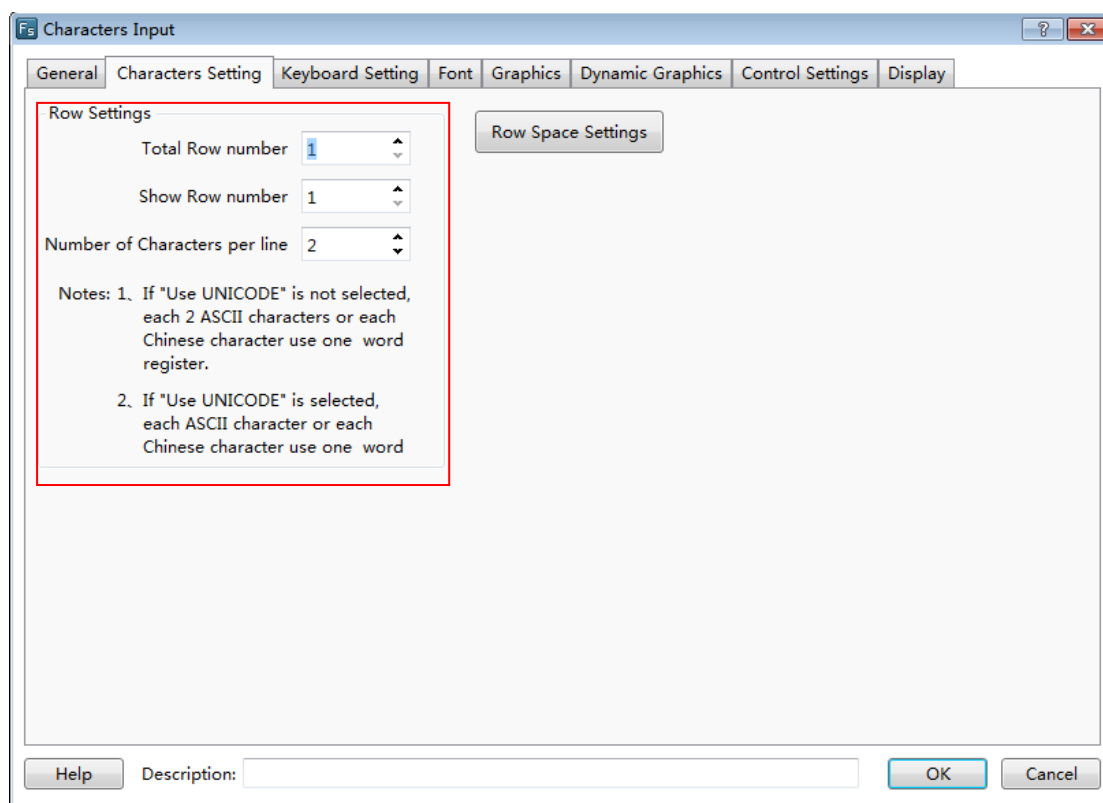 Fs Characters Input
General Characters Setting Keyboard Setting Font Graphics Dynamic Graphics Control Settings Display
Row Settings
Row Space Settings
Total Row number 1
Show Row number 1
Number of Characters per line 2
Notes: 1、If "Use UNICODE" is not selected,
each 2 ASCII characters or each
Chinese character use one word
register.
2、If "Use UNICODE" is selected,
each ASCII character or each
Chinese character use one word
Help Description: OK Cancel